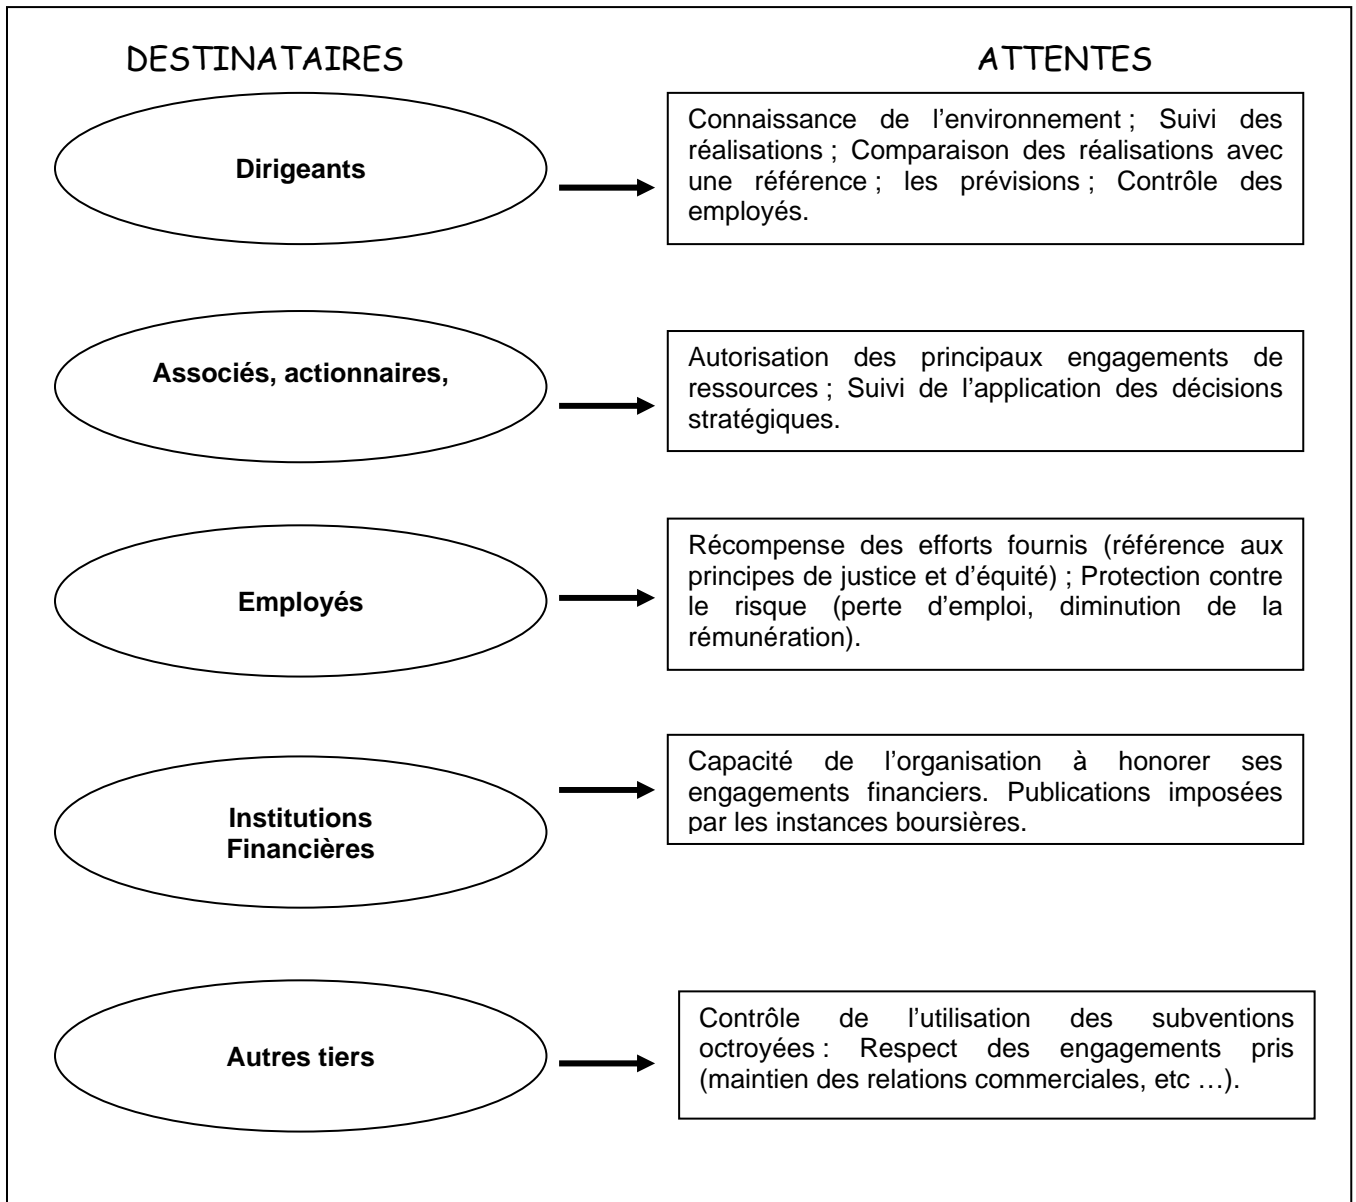 DESTINATAIRES
ATTENTES
Dirigeants
Connaissance de l’environnement ; Suivi des
réalisations ; Comparaison des réalisations avec
une référence ; les prévisions ; Contrôle des
employés.
Associés, actionnaires,
Autorisation des principaux engagements de
ressources ; Suivi de l’application des décisions
stratégiques.
Employés
Récompense des efforts fournis (référence aux
principes de justice et d’équité) ; Protection contre
le risque (perte d’emploi, diminution de la
rémunération).
Institutions
Financières
Capacité de l’organisation à honorer ses
engagements financiers. Publications imposées
par les instances boursières.
Autres tiers
Contrôle de l’utilisation des subventions
octroyées : Respect des engagements pris
(maintien des relations commerciales, etc …).